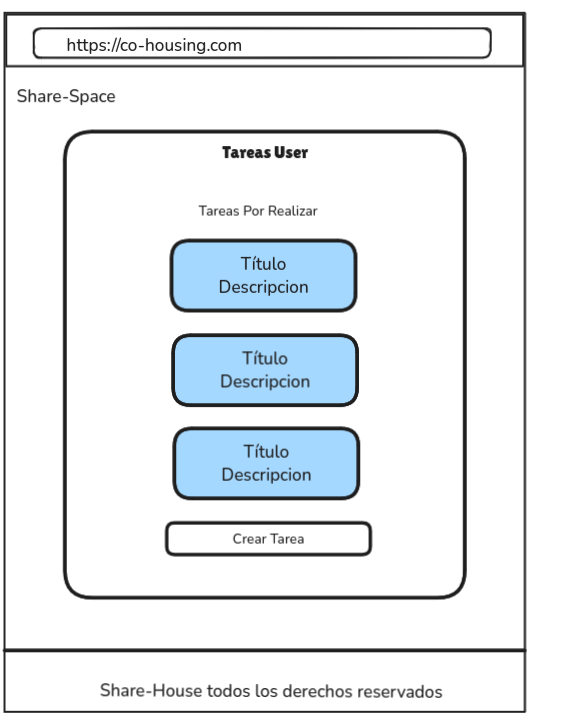 https://co-housing.com
Share-Space
Tareas User
Tareas Por Realizar
Título
Descripcion
Título
Descripcion
Título
Descripcion
Crear Tarea
Share-House todos los derechos reservados